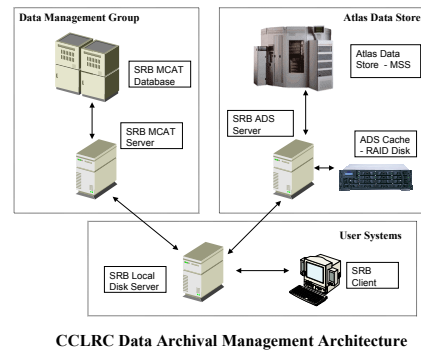 Data Management Group
SRB MCAT
Database
SRB MCAT
Server
Atlas Data Store
Atlas Data
Store - MSS
SRB ADS
Server
ADS Cache
- RAID Disk
User Systems
SRB Local
Disk Server
SRB
Client
CCLRC Data Archival Management Architecture